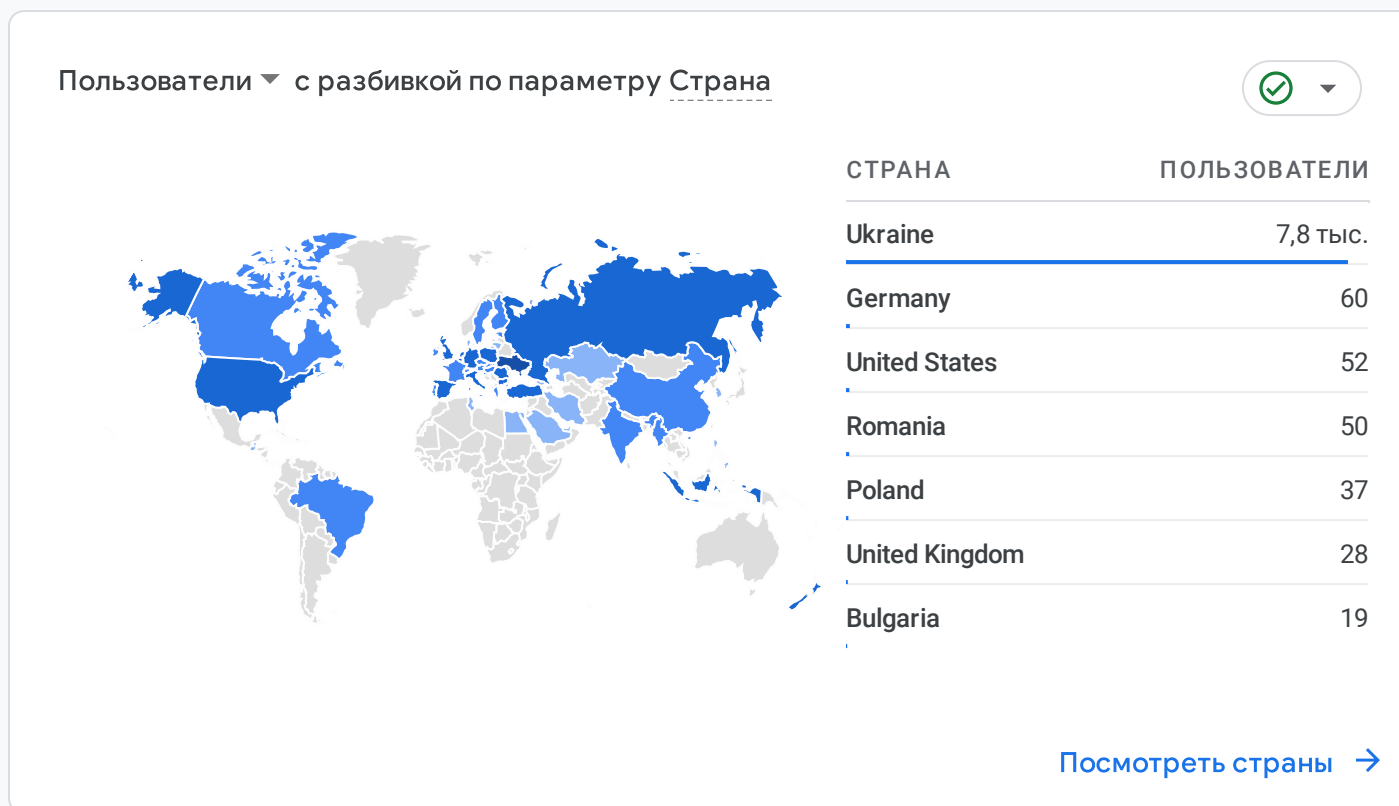 Пользователи с разбивкой по параметру Страна
СТРАНА ПОЛЬЗОВАТЕЛИ
Ukraine 7,8 тыс.
Germany 60
United States 52
Romania 50
Poland 37
United Kingdom 28
Bulgaria 19
Посмотреть страны